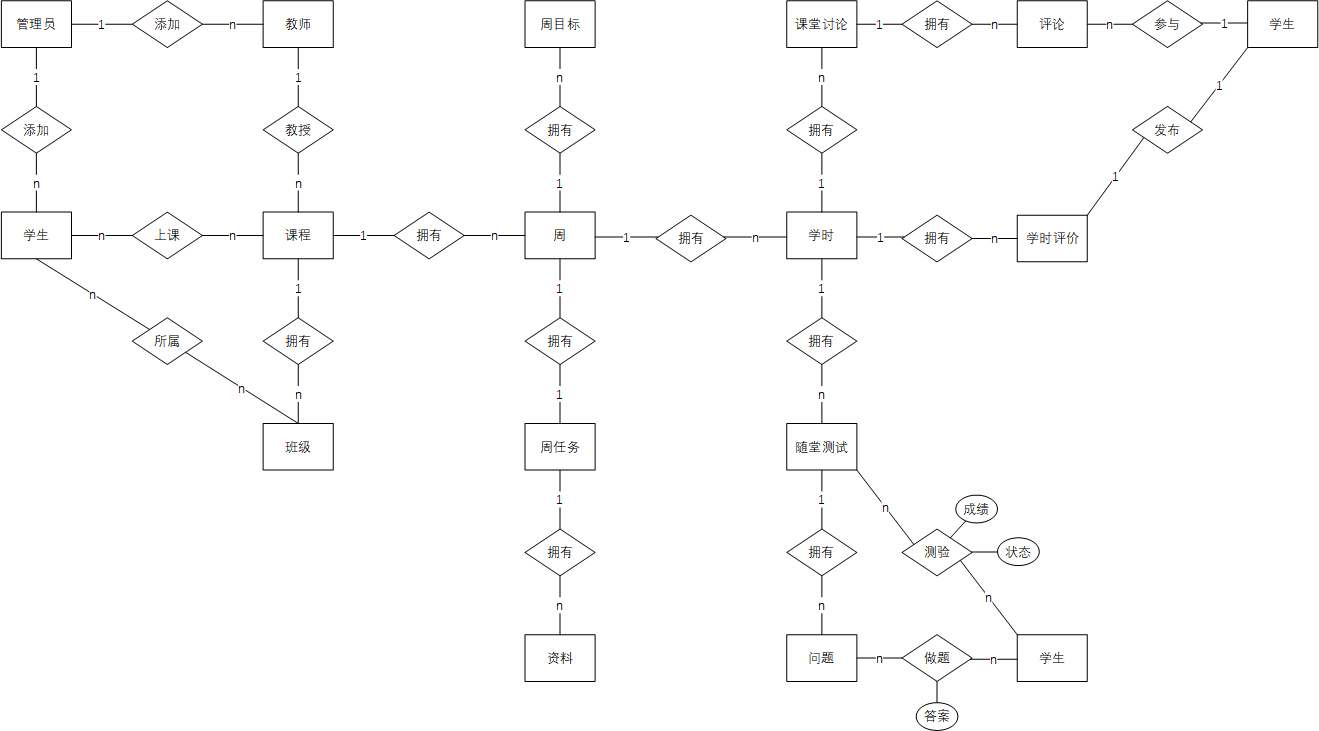 管理员 1 添加 n 教师 周目标 课堂讨论 1 拥有 n 评论 n 参与 1 学生
1 1 n n 1
添加 教授 拥有 拥有 发布
n n 1 1 1
学生 n 上课 n 课程 1 拥有 n 周 1 拥有 n 学时 1 拥有 n 学时评价
n 1 1 1
所属 拥有 拥有 拥有
n n 1 n
班级 周任务 随堂测试
1 1 n 成绩
拥有 拥有 测验 状态
n n n
资料 问题 n 做题 n 学生
答案